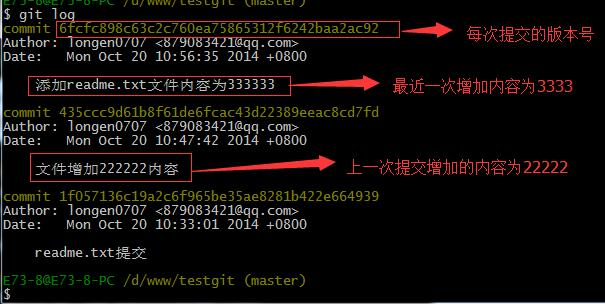 E73-8@E73-8-PC /d/www/testgit (master)
$ git log
commit 6fcfc898c63c2c760ea75865312f6242baa2ac92
每次提交的版本号
Author: longen0707 <879083421@qq.com>
Date: Mon Oct 20 10:56:35 2014 +0800
添加readme.txt文件内容为333333
最近一次增加内容为3333
commit 435ccc9d61b8f61de6fcac43d22389eeac8cd7fd
Author: longen0707 <879083421@qq.com>
Date: Mon Oct 20 10:47:42 2014 +0800
文件增加222222内容
上一次提交增加的内容为22222
commit 1f057136c19a2c6f965be35ae8281b422e664939
Author: longen0707 <879083421@qq.com>
Date: Mon Oct 20 10:33:01 2014 +0800
readme.txt提交
E73-8@E73-8-PC /d/www/testgit (master)
$